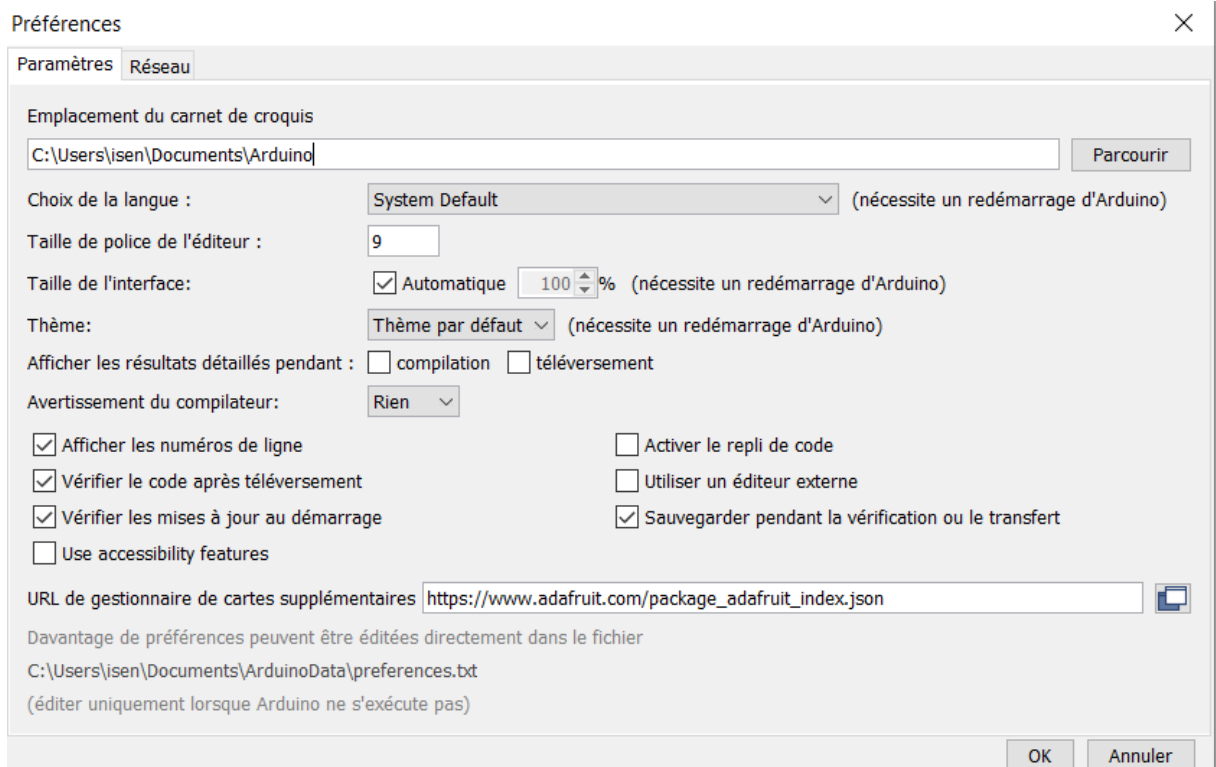 Préférences
Paramètres Réseau
Emplacement du carnet de croquis
C:\Users\isen\Documents\Arduino Parcourir
Choix de la langue : System Default (nécessite un redémarrage d'Arduino)
Taille de police de l'éditeur : 9
Taille de l'interface: Automatique 100 % (nécessite un redémarrage d'Arduino)
Thème: Thème par défaut (nécessite un redémarrage d'Arduino)
Afficher les résultats détaillés pendant : compilation téléversement
Avertissement du compilateur: Rien
Afficher les numéros de ligne Activer le repli de code
Vérifier le code après téléversement Utiliser un éditeur externe
Vérifier les mises à jour au démarrage Sauvegarder pendant la vérification ou le transfert
Use accessibility features
URL de gestionnaire de cartes supplémentaires https://www.adafruit.com/package_adafruit_index.json
Davantage de préférences peuvent être éditées directement dans le fichier
C:\Users\isen\Documents\ArduinoData\preferences.txt
(éditer uniquement lorsque Arduino ne s'exécute pas)
OK Annuler